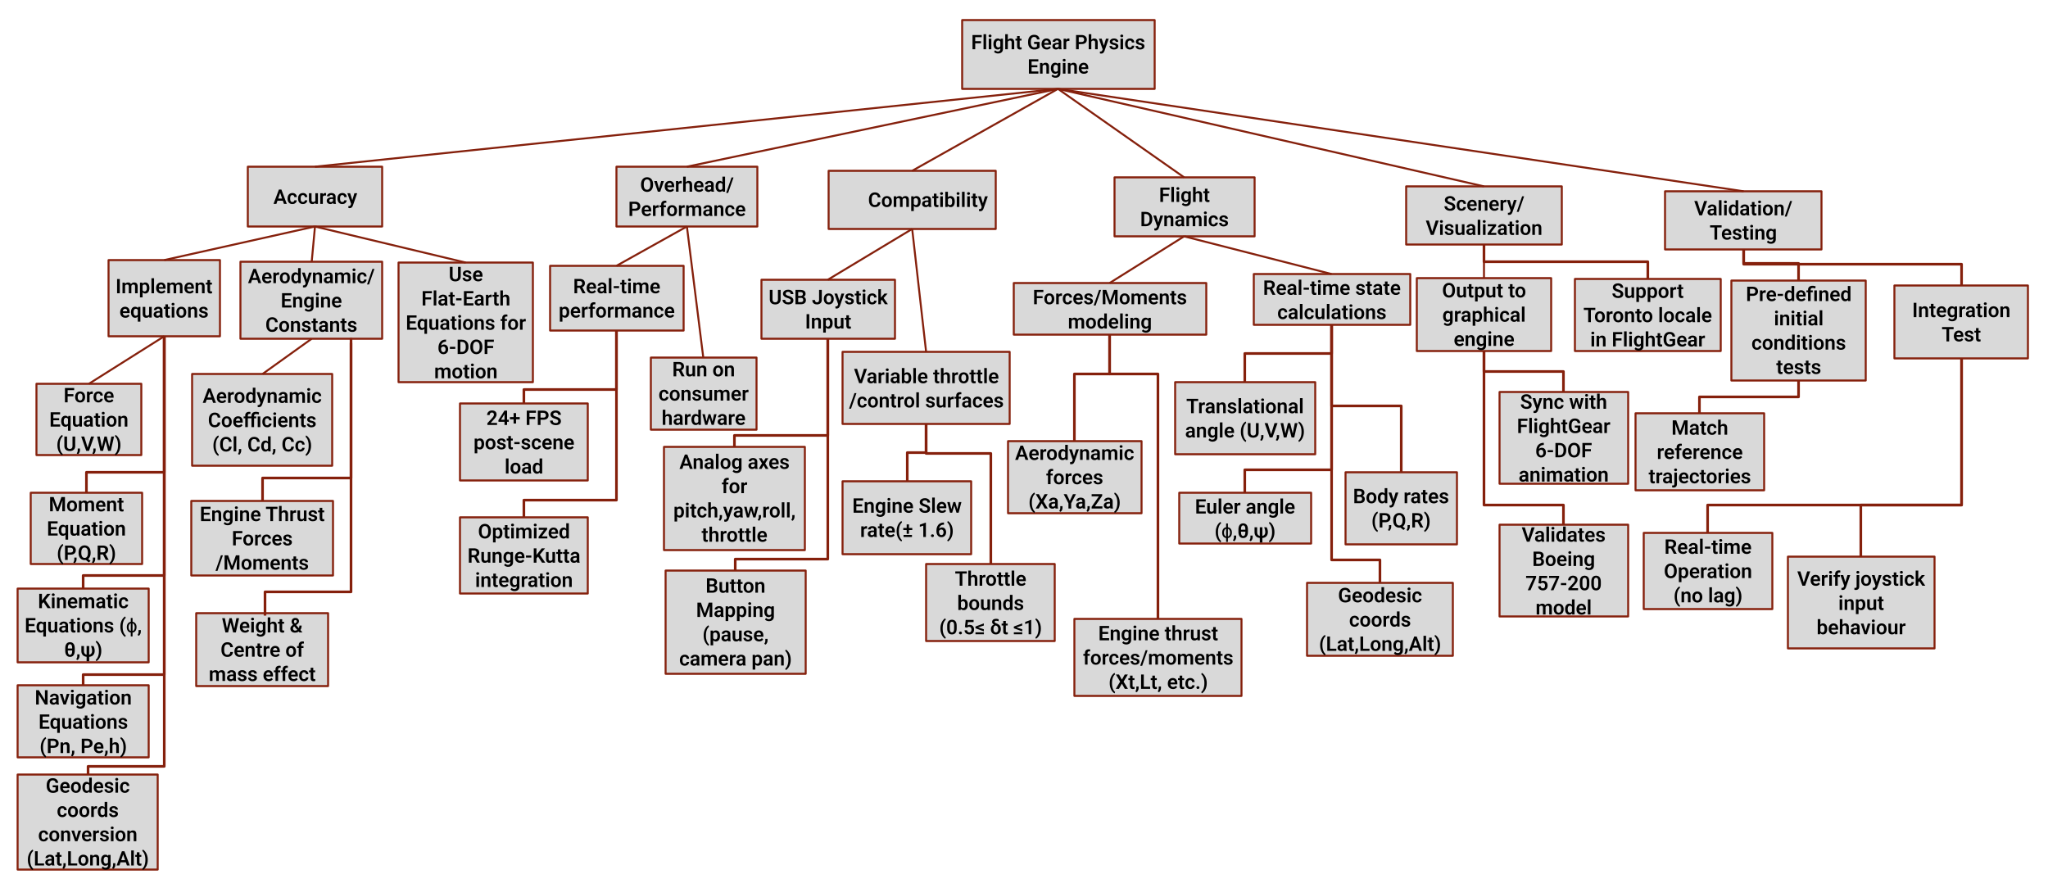 Flight Gear Physics
Engine
Accuracy
Overhead/
Performance
Compatibility
Flight
Dynamics
Scenery/
Visualization
Validation/
Testing
Implement
equations
Aerodynamic/
Engine
Constants
Use
Flat-Earth
Equations for
6-DOF
motion
Real-time
performance
Run on
consumer
hardware
USB Joystick
Input
Variable throttle
/control surfaces
Forces/Moments
modeling
Real-time state
calculations
Output to
graphical
engine
Support
Toronto locale
in FlightGear
Pre-defined
initial
conditions
tests
Integration
Test
Force
Equation
(U,V,W)
Moment
Equation
(P,Q,R)
Kinematic
Equations (ϕ,
θ,ψ)
Navigation
Equations
(Pn, Pe,h)
Geodesic
coords
conversion
(Lat,Long,Alt)
Aerodynamic
Coefficients
(Cl, Cd, Cc)
Engine Thrust
Forces
/Moments
Weight &
Centre of
mass effect
24+ FPS
post-scene
load
Optimized
Runge-Kutta
integration
Analog axes
for
pitch,yaw,roll,
throttle
Button
Mapping
(pause,
camera pan)
Engine Slew
rate(± 1.6)
Throttle
bounds
(0.5≤ δt ≤1)
Aerodynamic
forces
(Xa,Ya,Za)
Engine thrust
forces/moments
(Xt,Lt, etc.)
Translational
angle (U,V,W)
Euler angle
(ϕ,θ,ψ)
Body rates
(P,Q,R)
Geodesic
coords
(Lat,Long,Alt)
Sync with
FlightGear
6-DOF
animation
Validates
Boeing
757-200
model
Match
reference
trajectories
Real-time
Operation
(no lag)
Verify joystick
input
behaviour